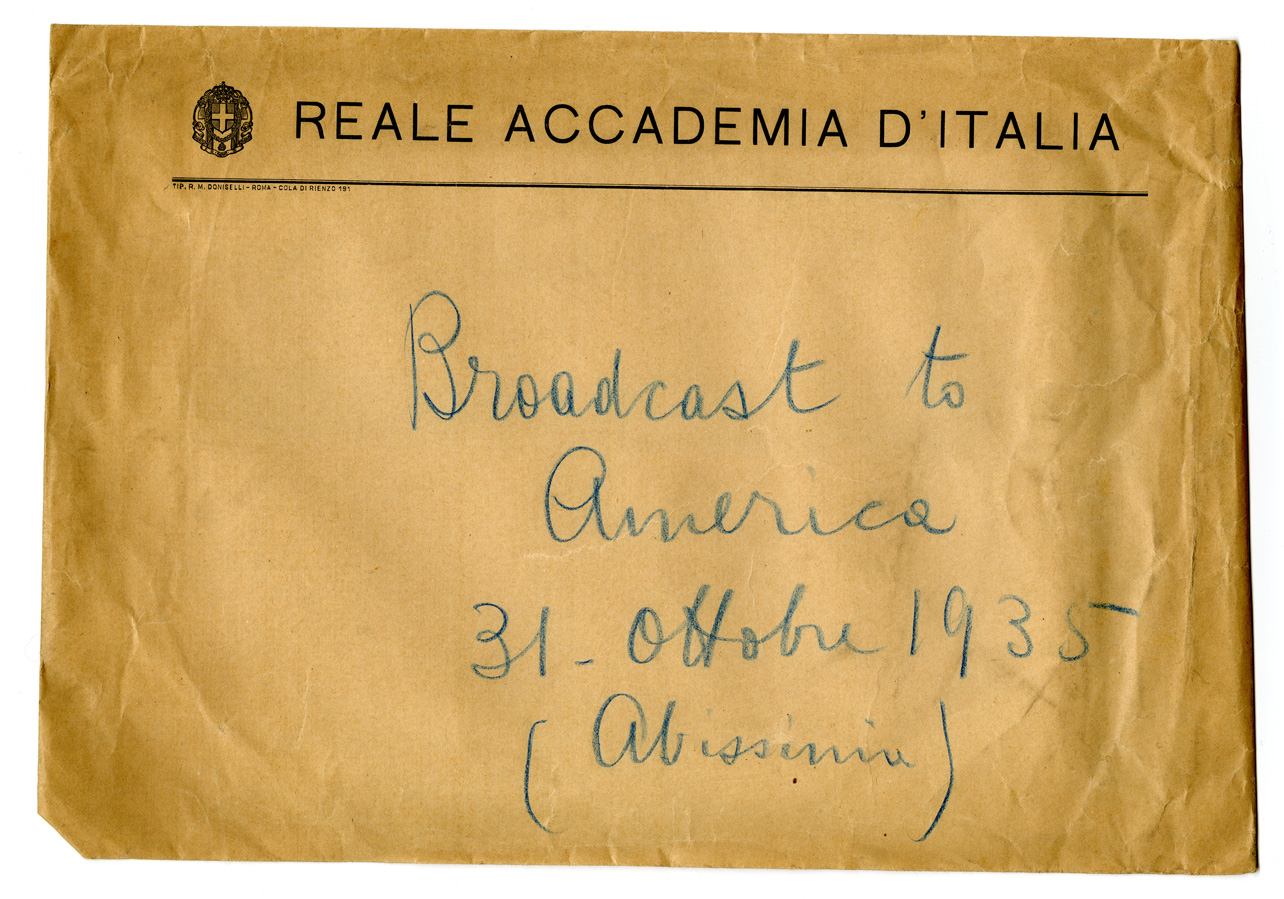 REALE ACCADEMIA D'ITALIA
TIP. R. M. DONISELLI - ROMA - COLA DI RIENZO 191
Broadcast to
America
31 - ottobre 1935
(Abissinia)